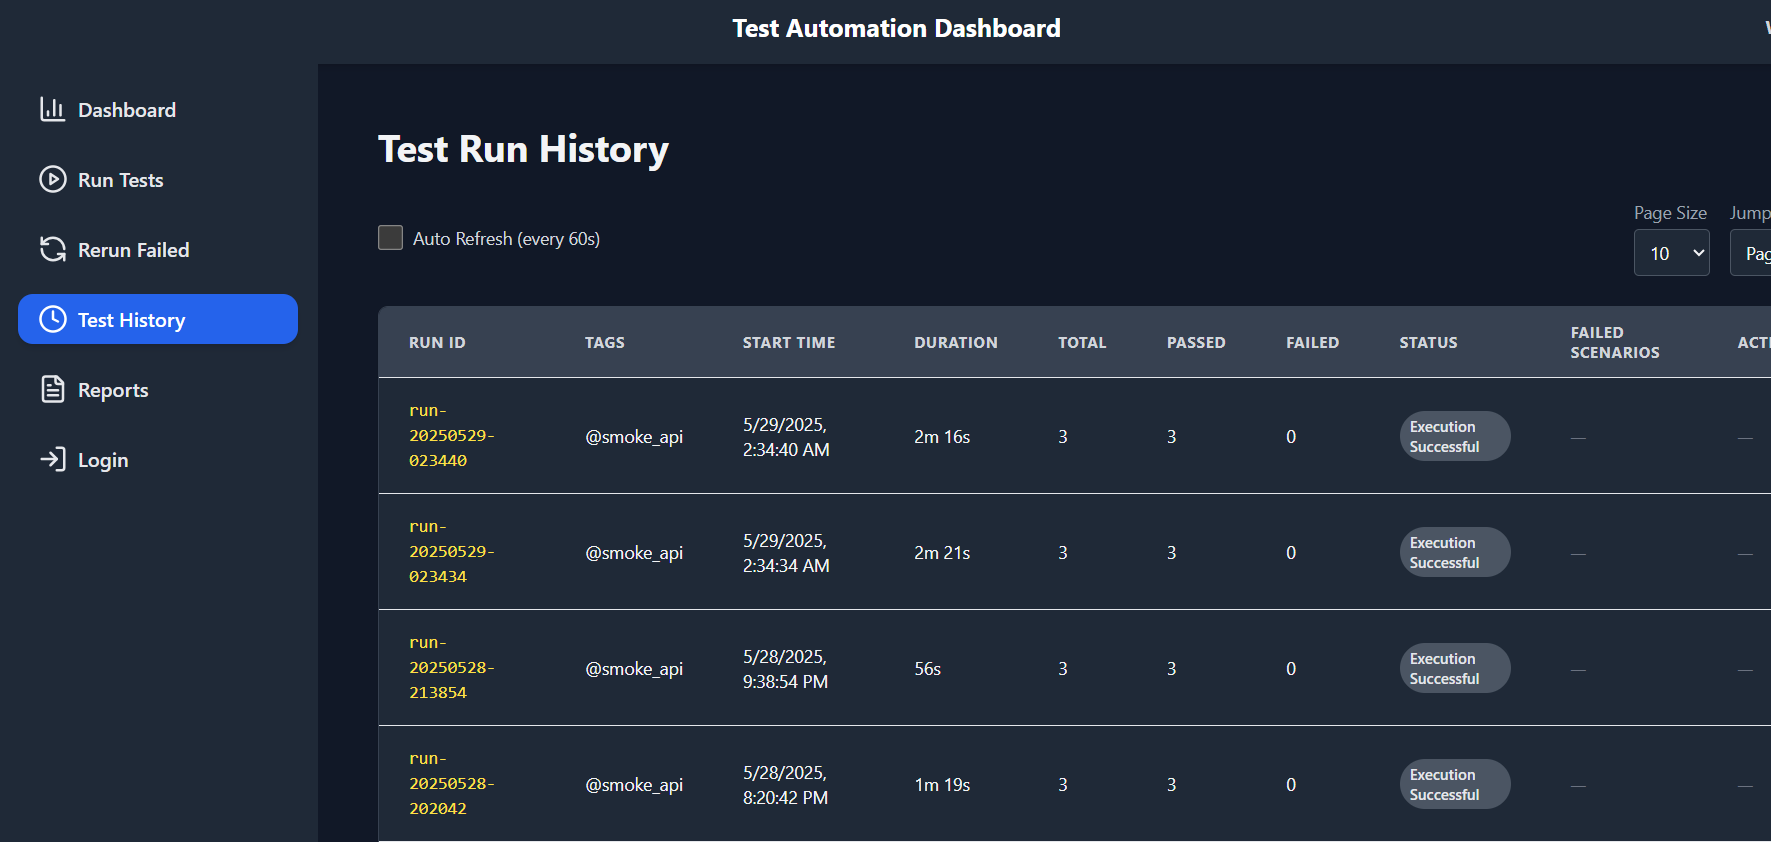 Test Automation Dashboard
Dashboard
Run Tests
Rerun Failed
Test History
Reports
Login
Test Run History
Auto Refresh (every 60s)
Page Size
Jump
10
Pag
RUN ID TAGS START TIME DURATION TOTAL PASSED FAILED STATUS FAILED SCENARIOS ACTI
run-
20250529-
023440
@smoke_api
5/29/2025,
2:34:40 AM
2m 16s
3
3
0
Execution
Successful
—
—
run-
20250529-
023434
@smoke_api
5/29/2025,
2:34:34 AM
2m 21s
3
3
0
Execution
Successful
—
—
run-
20250528-
213854
@smoke_api
5/28/2025,
9:38:54 PM
56s
3
3
0
Execution
Successful
—
—
run-
20250528-
202042
@smoke_api
5/28/2025,
8:20:42 PM
1m 19s
3
3
0
Execution
Successful
—
—